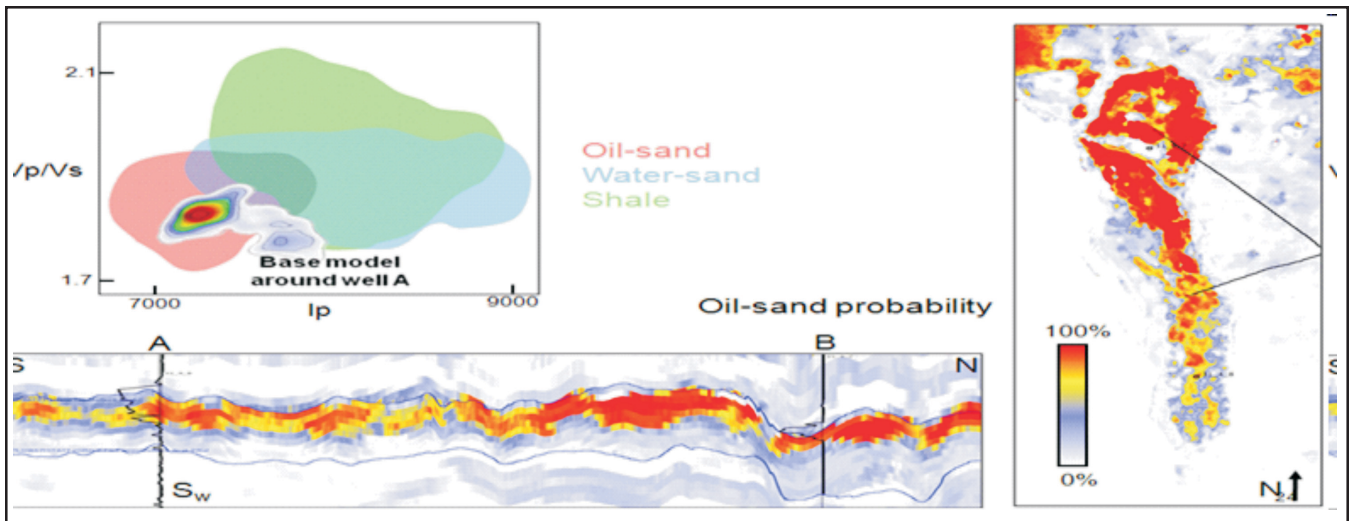 2.1
/p/Vs
1.7
7000
9000
Ip
Base model
around well A
Oil-sand
Water-sand
Shale
Oil-sand probability
A
B
S
N
Sw
100%
0%
N